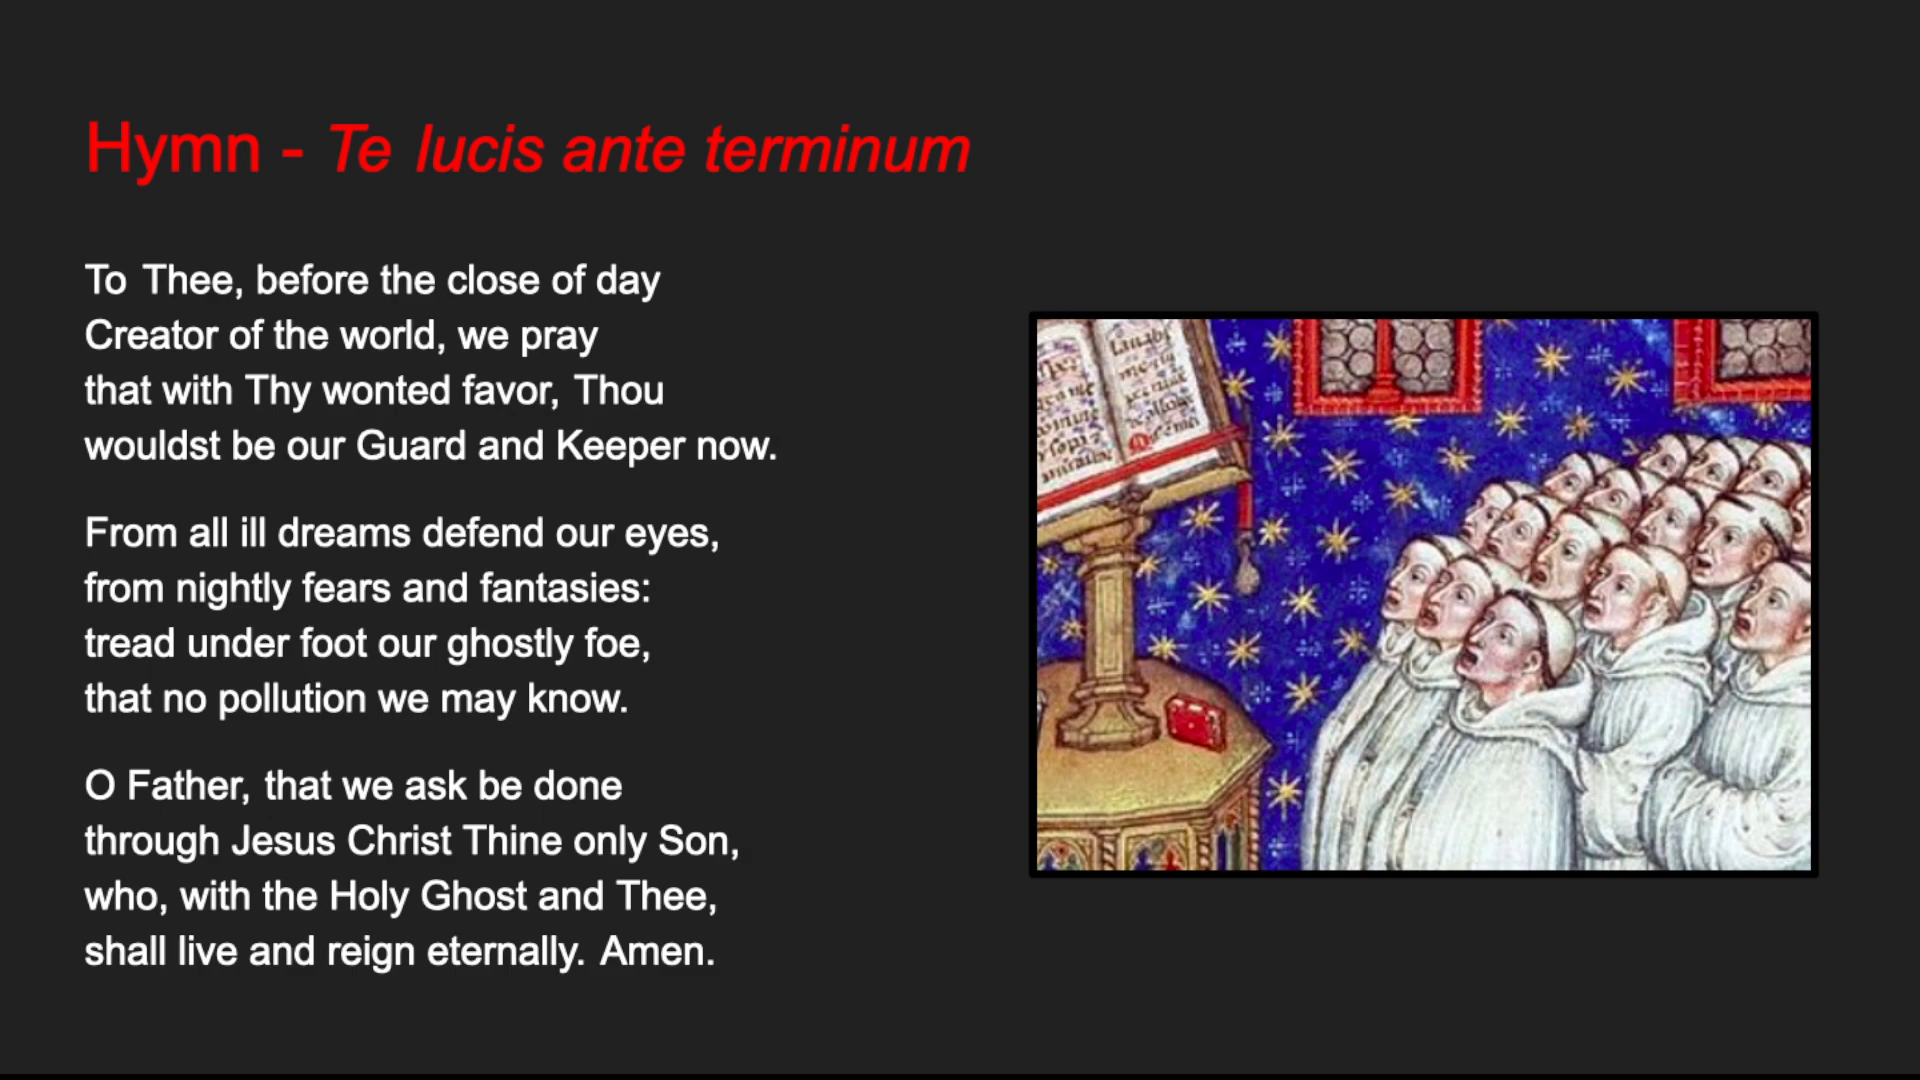 Hymn - Te lucis ante terminum
To Thee, before the close of day
Creator of the world, we pray
that with Thy wonted favor, Thou
wouldst be our Guard and Keeper now.
From all ill dreams defend our eyes,
from nightly fears and fantasies:
tread under foot our ghostly foe,
that no pollution we may know.
O Father, that we ask be done
through Jesus Christ Thine only Son,
who, with the Holy Ghost and Thee,
shall live and reign eternally. Amen.